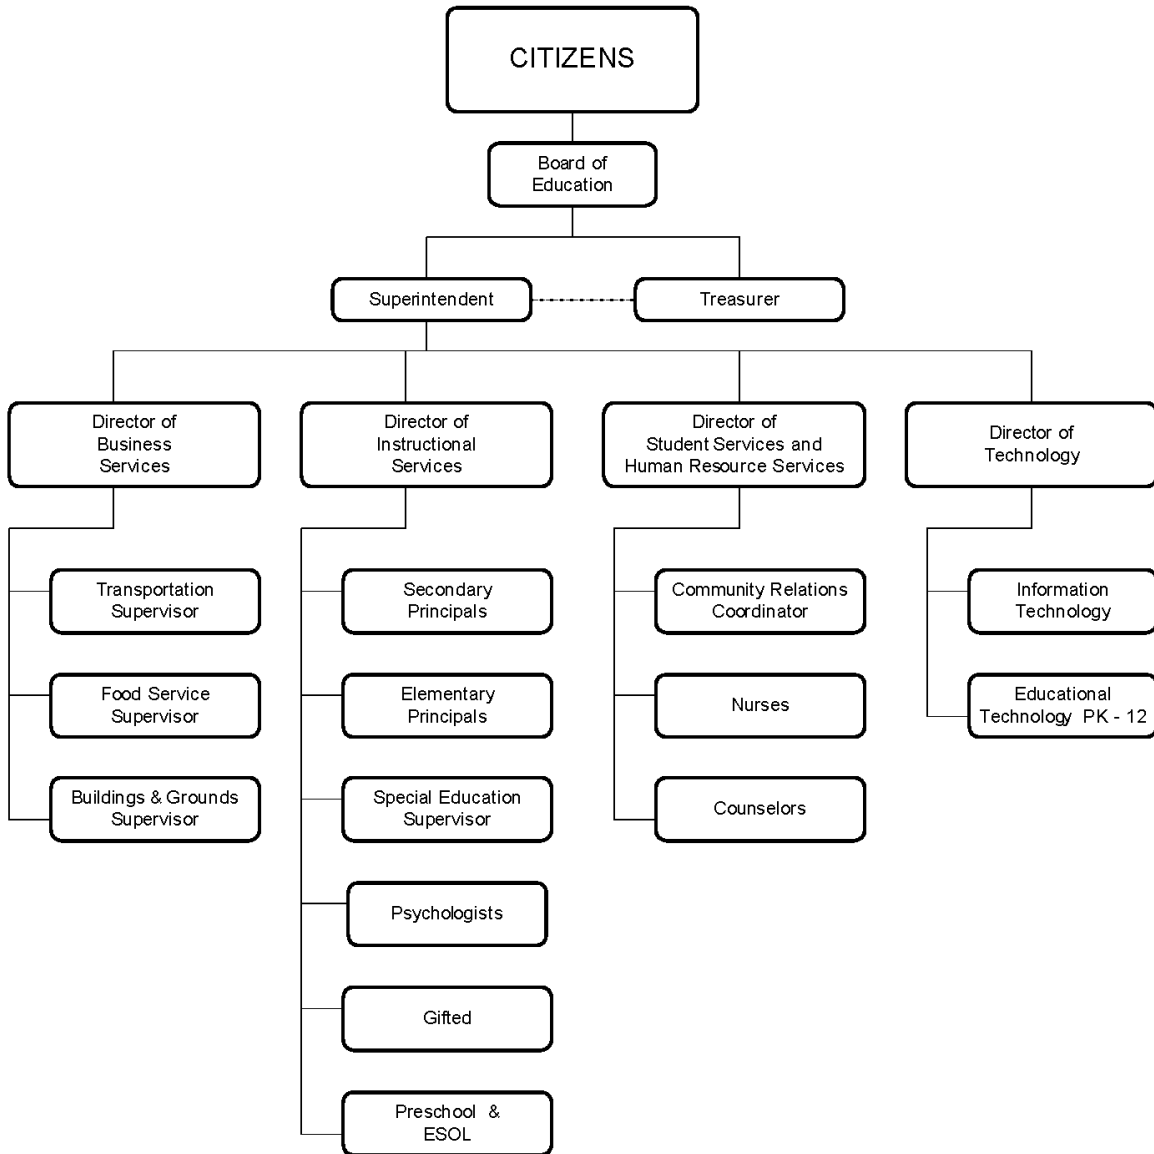 CITIZENS
Board of
Education
Superintendent
Treasurer
Director of
Business
Services
Director of
Instructional
Services
Director of
Student Services and
Human Resource Services
Director of
Technology
Transportation
Supervisor
Secondary
Principals
Community Relations
Coordinator
Information
Technology
Food Service
Supervisor
Elementary
Principals
Nurses
Educational
Technology PK - 12
Buildings & Grounds
Supervisor
Special Education
Supervisor
Counselors
Psychologists
Gifted
Preschool &
ESOL